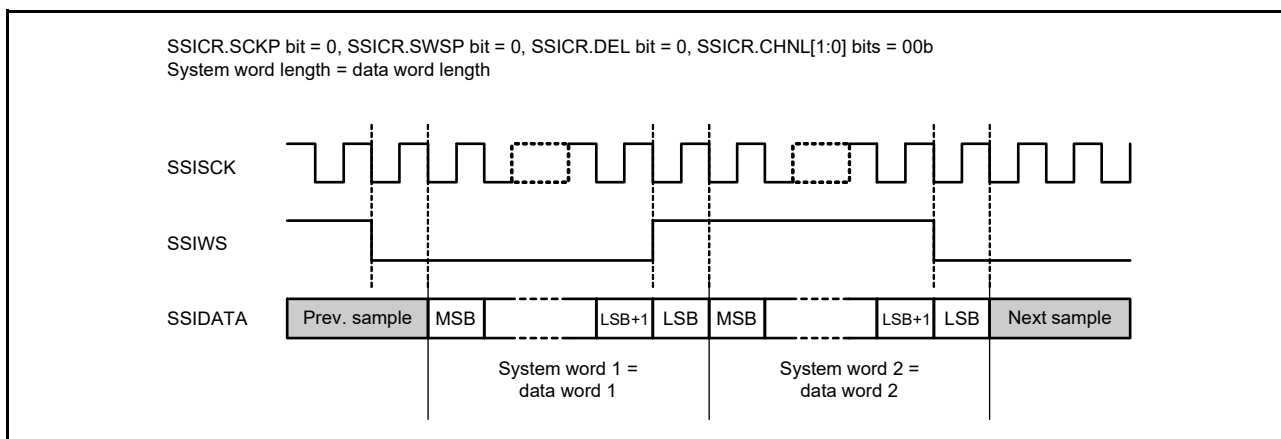 SSICR.SCKP bit = 0, SSICR.SWSP bit = 0, SSICR.DEL bit = 0, SSICR.CHNL[1:0] bits = 00b
System word length = data word length
SSISCK
SSIWS
SSIDATA Prev. sample MSB LSB+1 LSB MSB LSB+1 LSB Next sample
System word 1 = System word 2 =
data word 1 data word 2